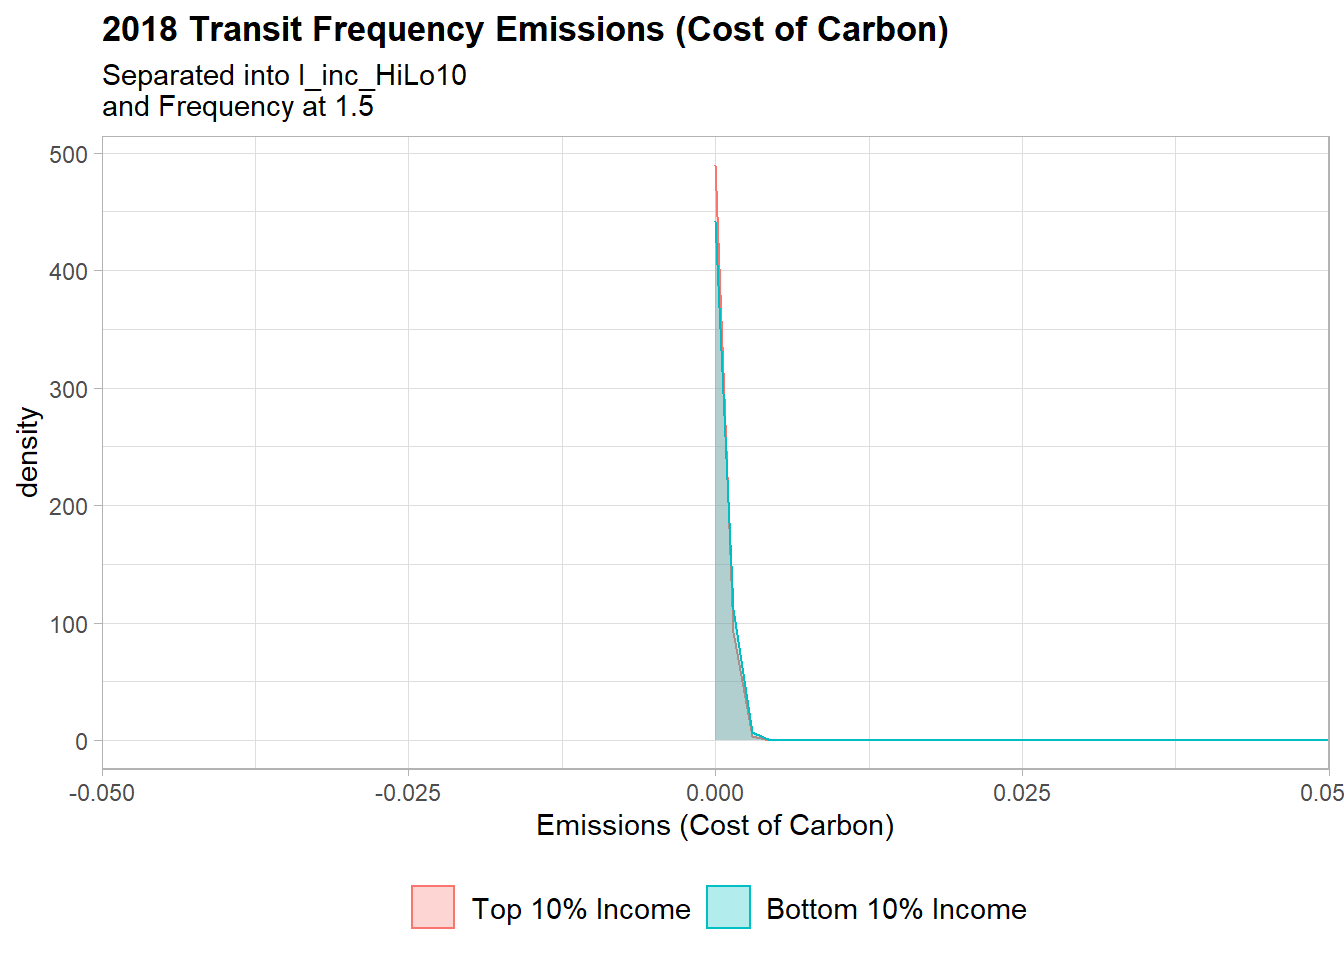 2018 Transit Frequency Emissions (Cost of Carbon)
Separated into l_inc_HiLo10
and Frequency at 1.5
500
400
300
200
100
0
density
-0.050
-0.025
0.000
0.025
0.05
Emissions (Cost of Carbon)
Top 10% Income
Bottom 10% Income